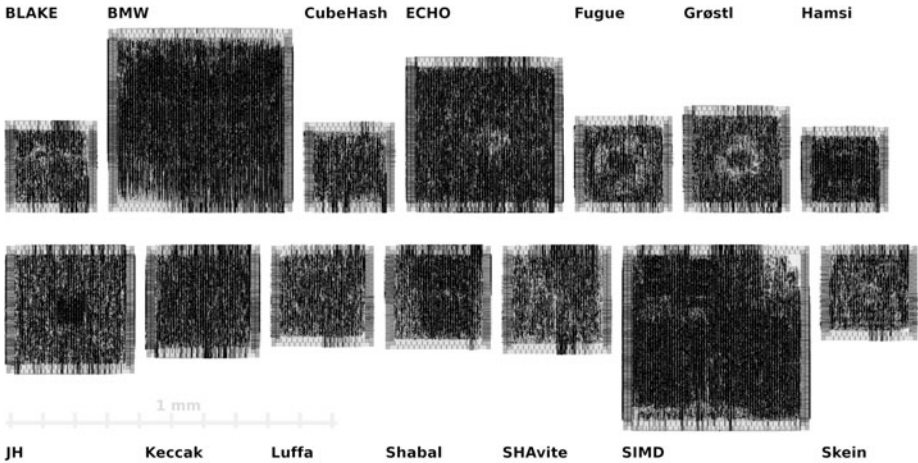 BLAKE BMW CubeHash ECHO Fugue Grøstl Hamsi
1 mm
JH Keccak Luffa Shabal SHAvite SIMD Skein